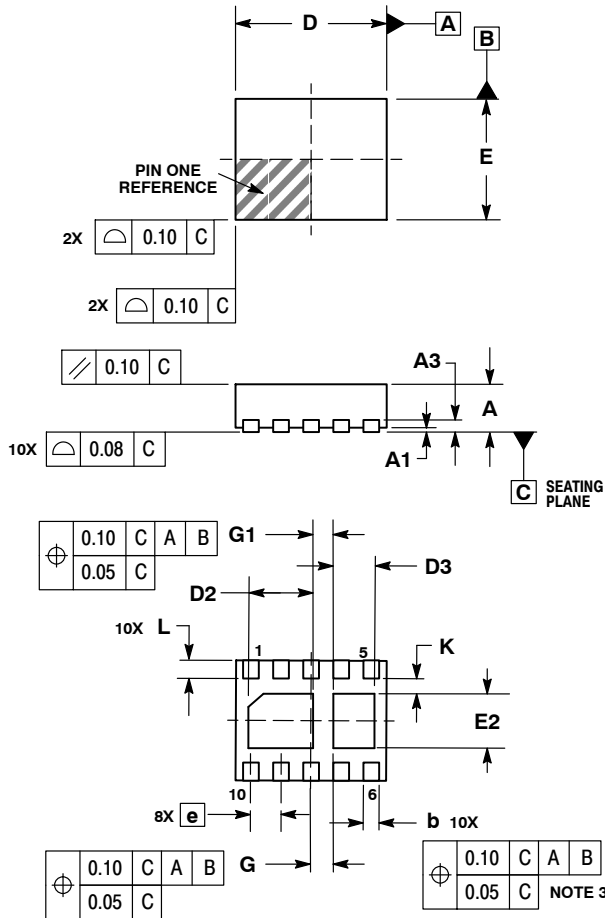 D
A
B
E
PIN ONE
REFERENCE
2X ⌓ 0.10 C
2X ⌓ 0.10 C
⫽ 0.10 C
A3
A
10X ⌓ 0.08 C
A1
C SEATING
PLANE
⌖ 0.10 C A B
0.05 C
G1
D3
D2
10X L
1
5
K
E2
10
6
8X e
b 10X
⌖ 0.10 C A B
0.05 C
G
⌖ 0.10 C A B
0.05 C NOTE 3